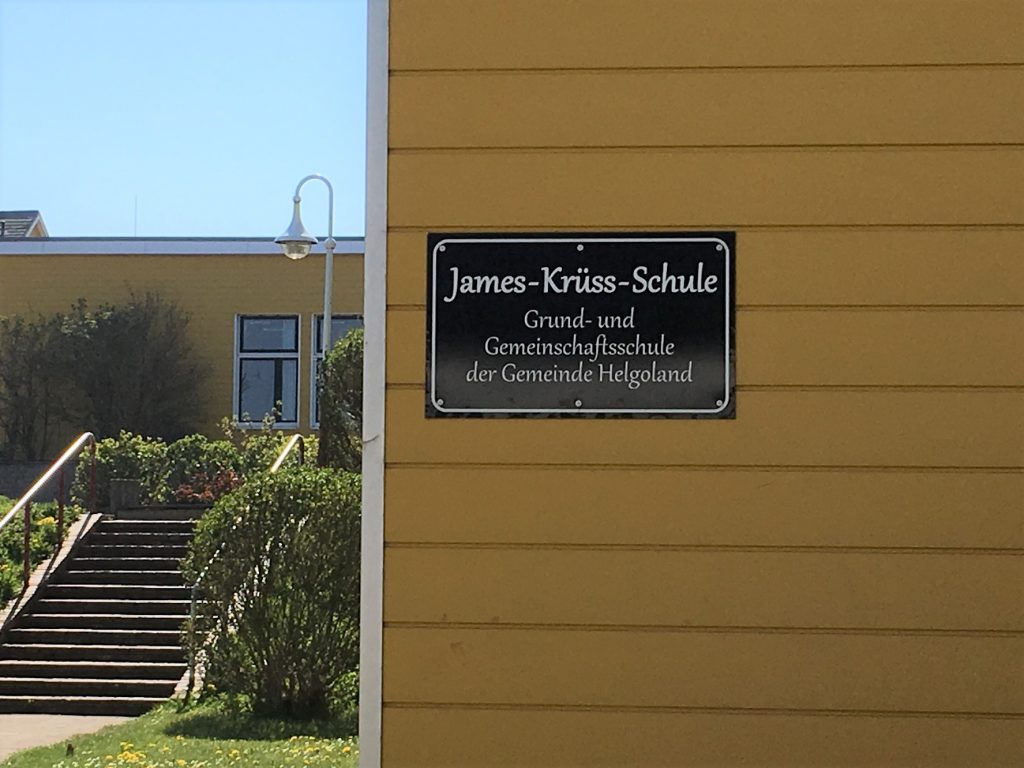 James-Krüss-Schule
Grund- und
Gemeinschaftsschule
der Gemeinde Helgoland